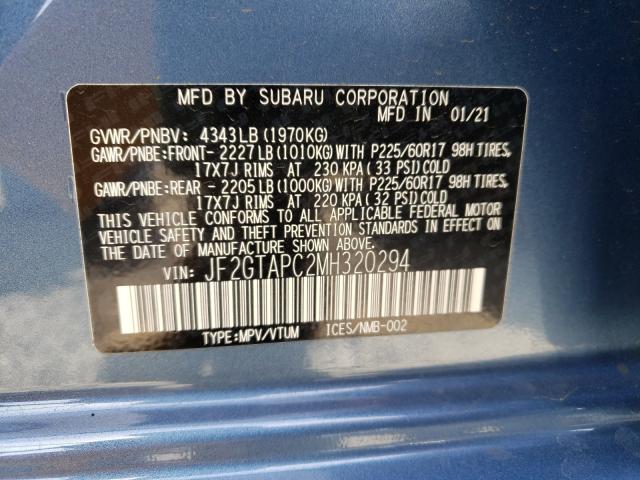 MFD BY SUBARU CORPORATION
MFD IN 01/21
GVWR/PNBV: 4343LB(1970KG)
GAWR/PNBE:FRONT- 2227LB(1010KG)WITH P225/60R17 98H TIRES,
17X7J RIMS AT 230 KPA(33 PSI)COLD
GAWR/PNBE:REAR - 2205LB(1000KG)WITH P225/60R17 98H TIRES,
17X7J RIMS AT 220 KPA(32 PSI)COLD
THIS VEHICLE CONFORMS TO ALL APPLICABLE FEDERAL MOTOR
VEHICLE SAFETY AND THEFT PREVENTION STANDARDS IN EFFECT ON
THE DATE OF MANUFACTURE SHOWN ABOVE.
VIN: JF2GTAPC2MH320294
TYPE:MPV/VTUM ICES/NMB-002